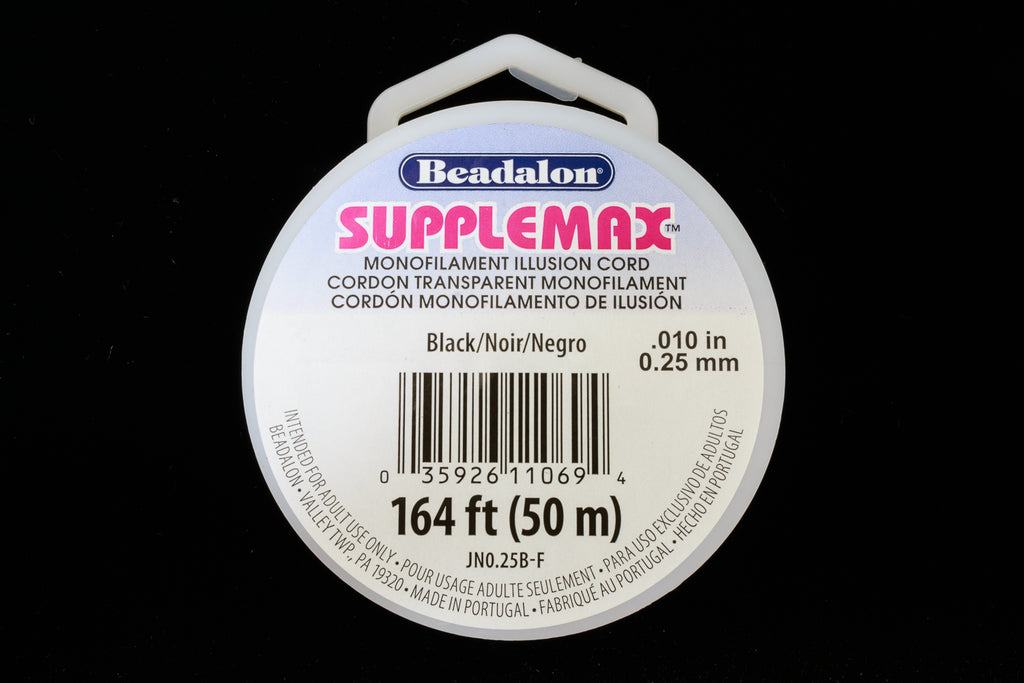 Beadalon®
SUPPLEMAX™
MONOFILAMENT ILLUSION CORD
CORDON TRANSPARENT MONOFILAMENT
CORDÓN MONOFILAMENTO DE ILUSIÓN
Black/Noir/Negro
.010 in
0.25 mm
0 35926 11069 4
164 ft (50 m)
JN0.25B-F
INTENDED FOR ADULT USE ONLY • POUR USAGE ADULTE SEULEMENT • PARA USO EXCLUSIVO DE ADULTOS
BEADALON • VALLEY TWP., PA 19320 • MADE IN PORTUGAL • FABRIQUÉ AU PORTUGAL • HECHO EN PORTUGAL